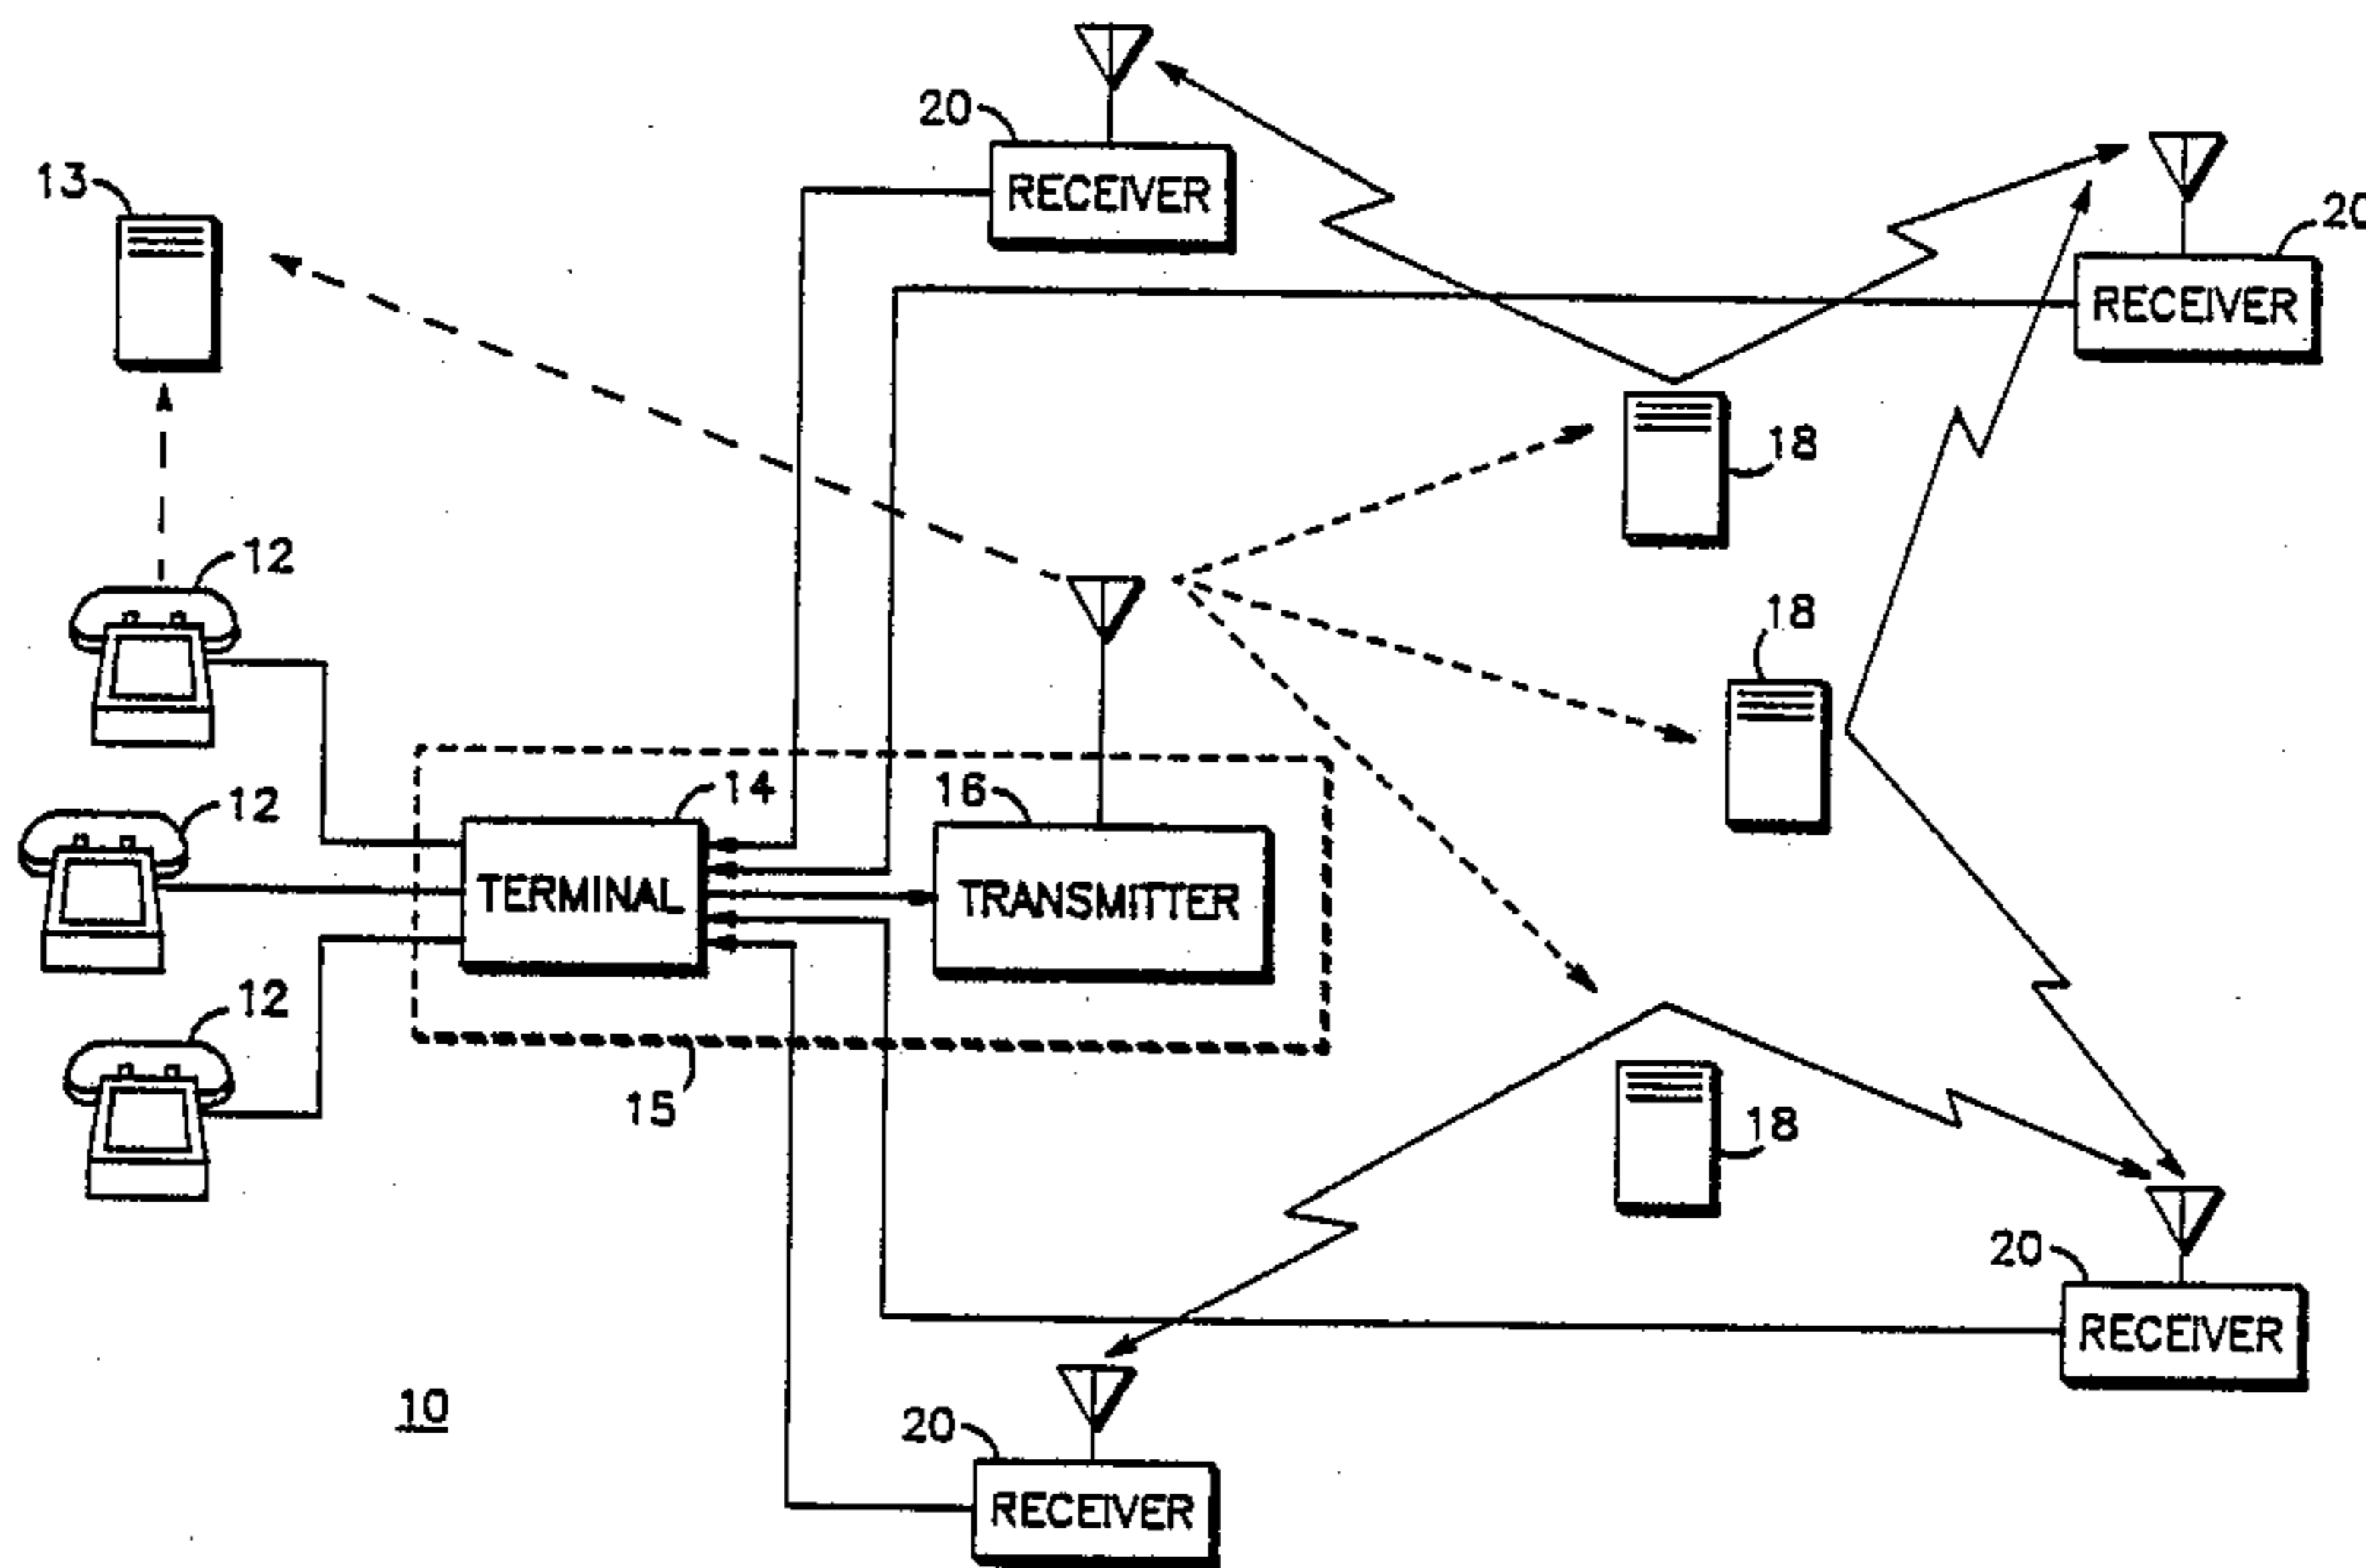 20
RECEIVER
13
20
RECEIVER
18
12
18
12
14
16
TERMINAL
TRANSMITTER
12
15
18
20
RECEIVER
10
20
RECEIVER